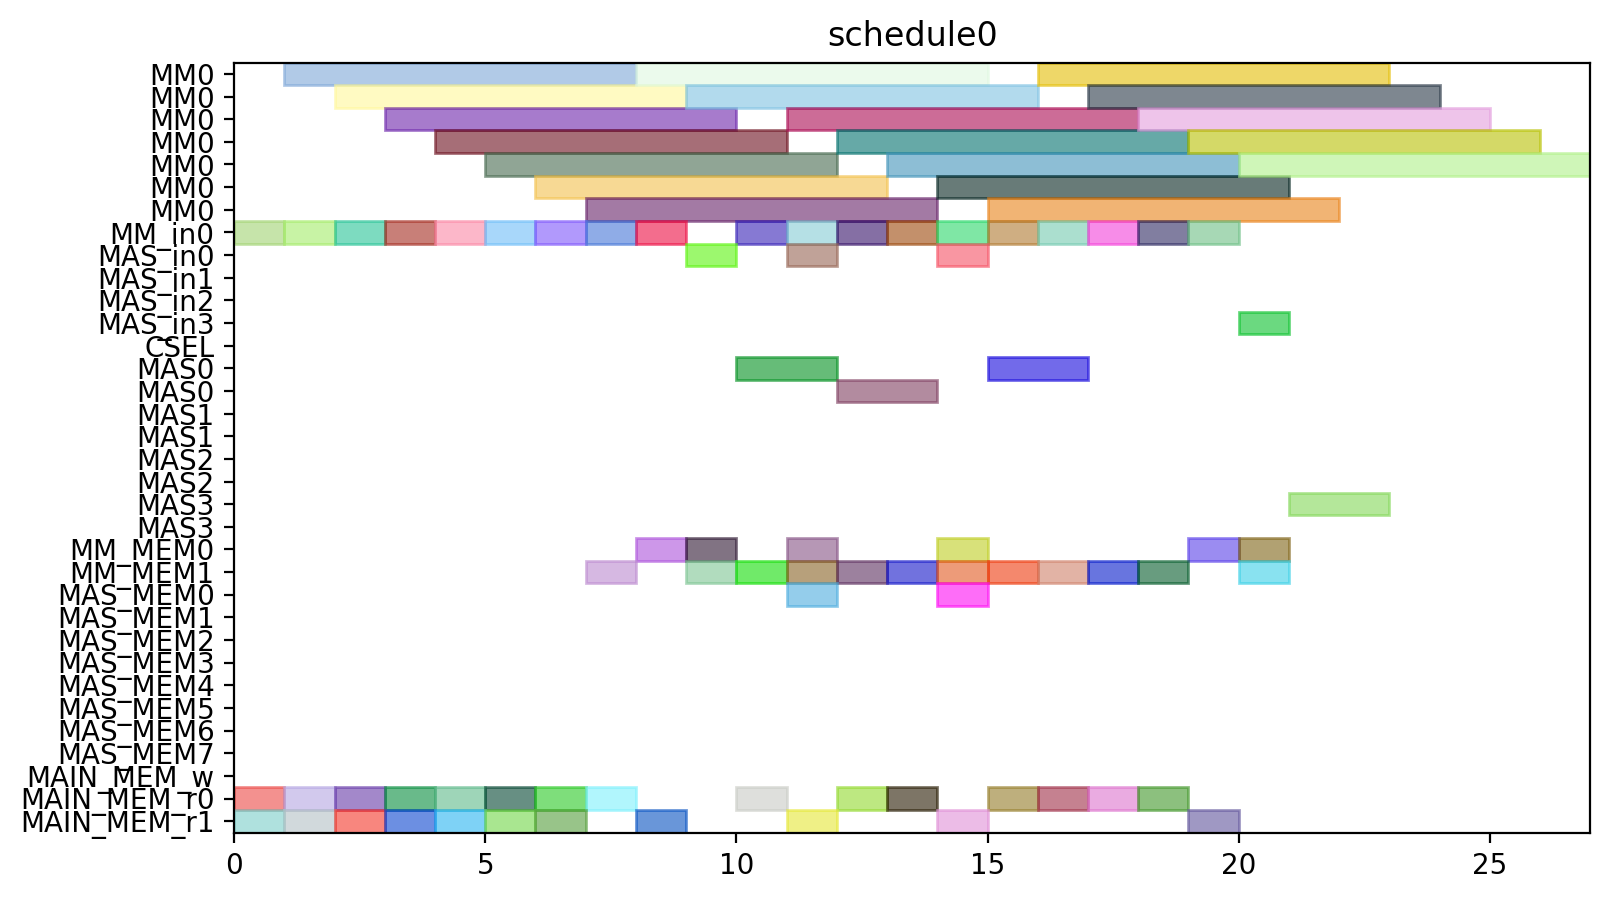 schedule0
MM0
MM0
MM0
MM0
MM0
MM0
MM0
MM_in0
MAS_in0
MAS_in1
MAS_in2
MAS_in3
CSEL
MAS0
MAS0
MAS1
MAS1
MAS2
MAS2
MAS3
MAS3
MM_MEM0
MM_MEM1
MAS_MEM0
MAS_MEM1
MAS_MEM2
MAS_MEM3
MAS_MEM4
MAS_MEM5
MAS_MEM6
MAS_MEM7
MAIN_MEM_w
MAIN_MEM_r0
MAIN_MEM_r1
0 5 10 15 20 25